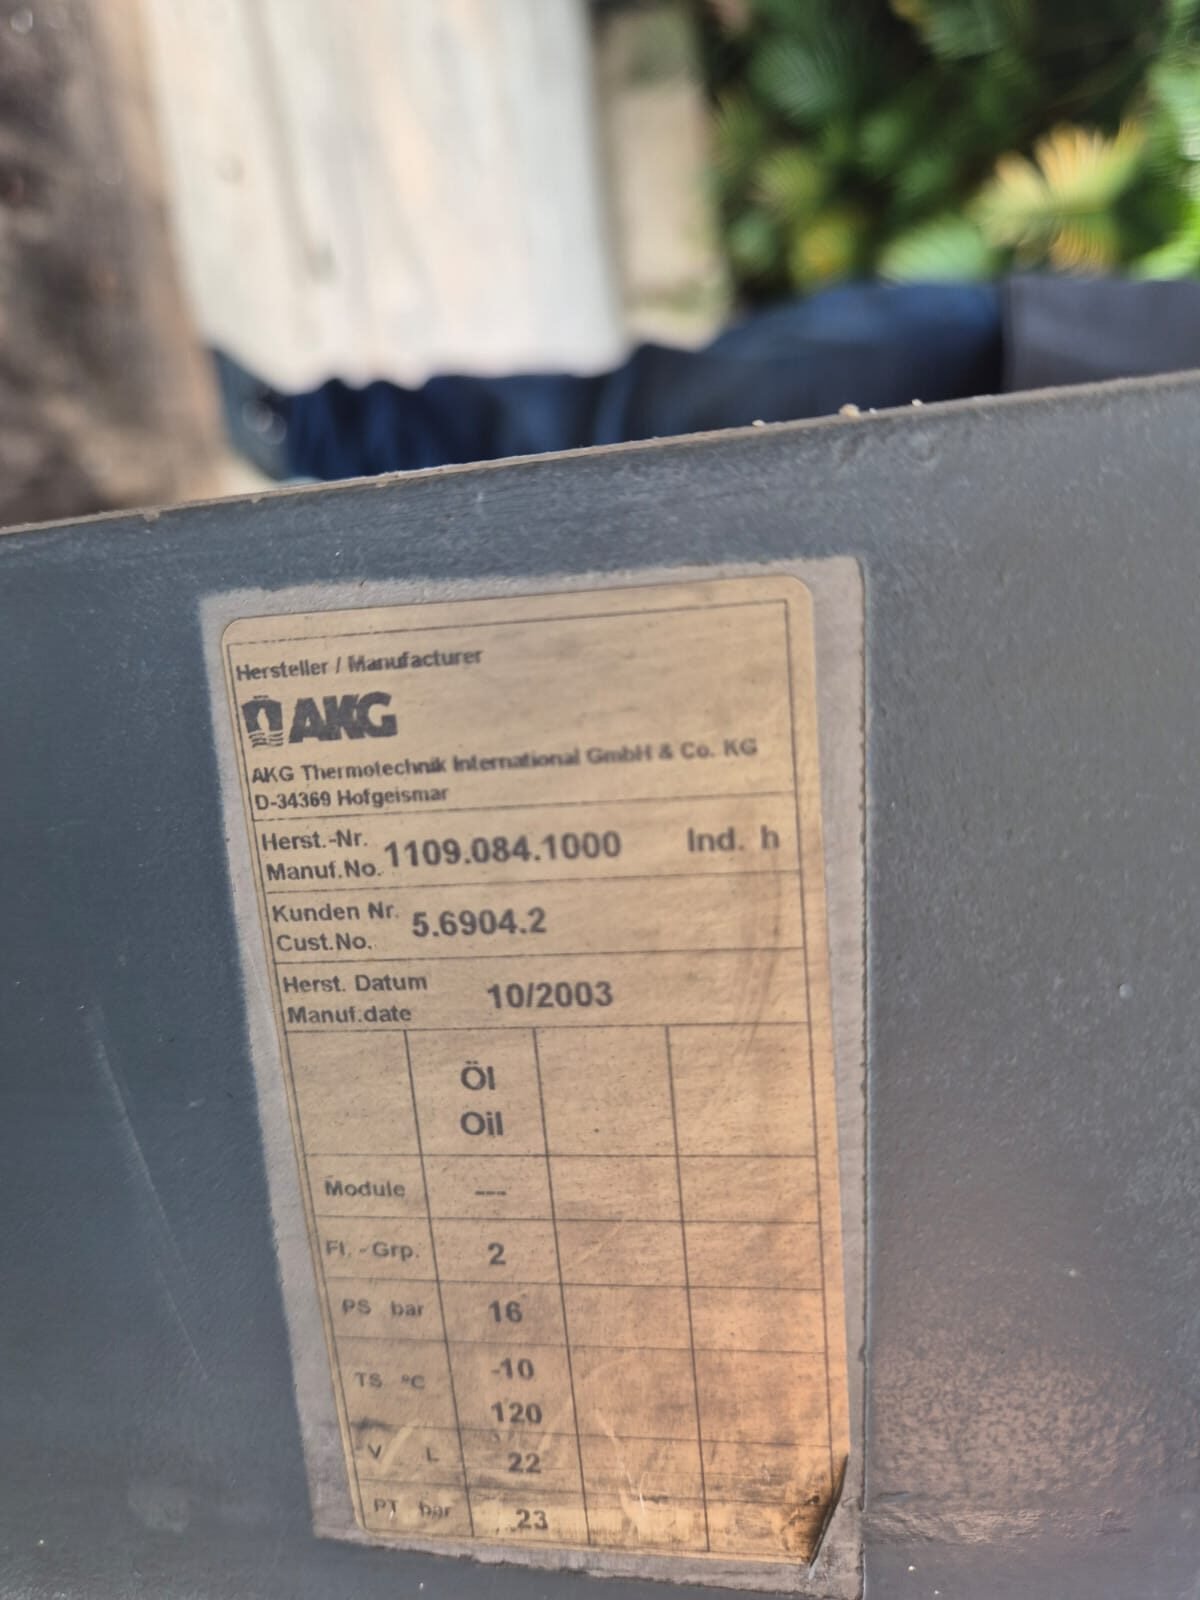 Hersteller / Manufacturer
AKG
AKG Thermotechnik International GmbH & Co. KG
D-34369 Hofgeismar
Herst.-Nr.
Manuf.No. 1109.084.1000 Ind. h
Kunden Nr.
Cust.No. 5.6904.2
Herst. Datum
Manuf.date 10/2003
Öl
Oil
Module ---
Fl. - Grp. 2
PS bar 16
TS °C -10
120
V L 22
PT bar 23